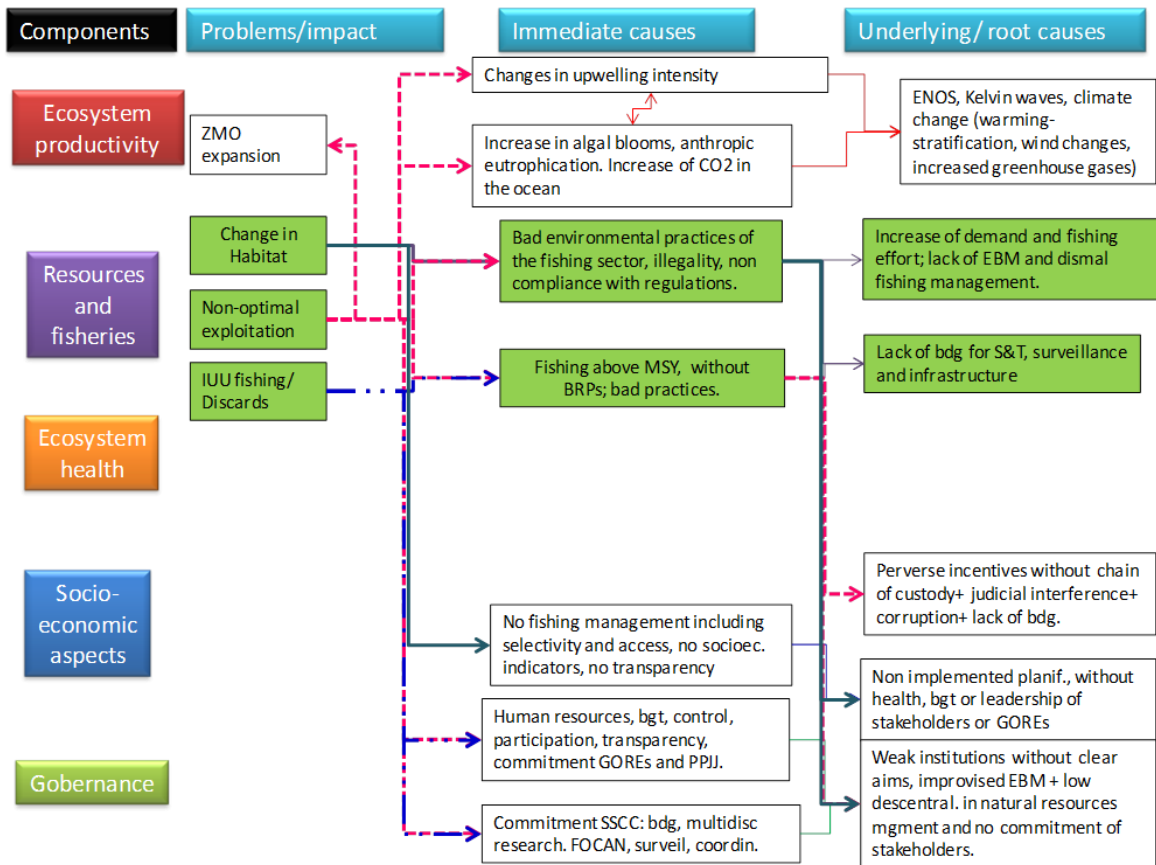 Components
Problems/impact
Immediate causes
Underlying/ root causes
Ecosystem
productivity
ZMO
expansion
Changes in upwelling intensity
Increase in algal blooms, anthropic
eutrophication. Increase of CO2 in
the ocean
ENOS, Kelvin waves, climate
change (warming-
stratification, wind changes,
increased greenhouse gases)
Resources
and
fisheries
Change in
Habitat
Non-optimal
exploitation
IUU fishing/
Discards
Bad environmental practices of
the fishing sector, illegality, non
compliance with regulations.
Fishing above MSY, without
BRPs; bad practices.
Increase of demand and fishing
effort; lack of EBM and dismal
fishing management.
Lack of bdg for S&T, surveillance
and infrastructure
Ecosystem
health
Socio-
economic
aspects
No fishing management including
selectivity and access, no socioec.
indicators, no transparency
Perverse incentives without chain
of custody+ judicial interference+
corruption+ lack of bdg.
Non implemented planif., without
health, bgt or leadership of
stakeholders or GOREs
Gobernance
Human resources, bgt, control,
participation, transparency,
commitment GOREs and PPJJ.
Commitment SSCC: bdg, multidisc
research. FOCAN, surveil, coordin.
Weak institutions without clear
aims, improvised EBM + low
descentral. in natural resources
mgment and no commitment of
stakeholders.